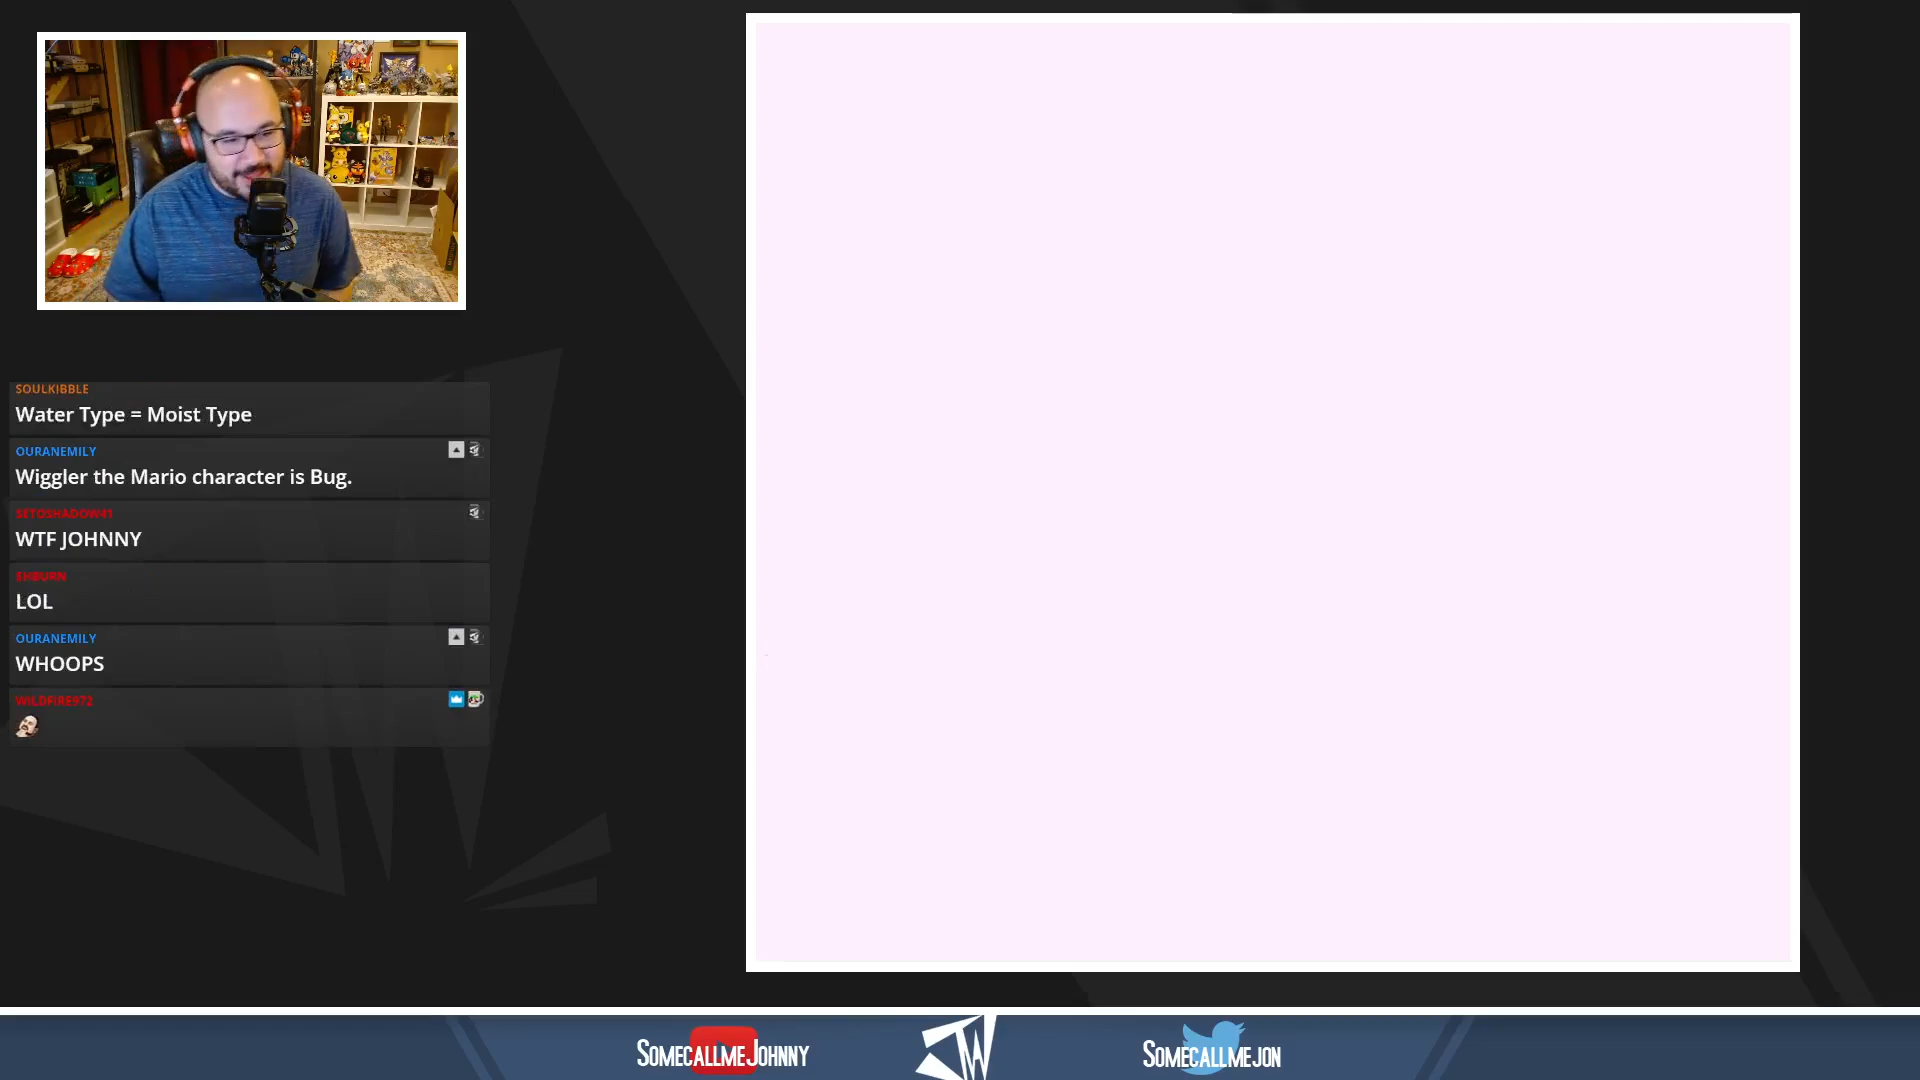 SOULKIBBLE
Water Type = Moist Type
OURANEMILY
Wiggler the Mario character is Bug.
SETOSHADOW41
WTF JOHNNY
EMBURN
LOL
OURANEMILY
WHOOPS
WILDFIRE972
SOMECALLMEJOHNNY
SOMECALLMEJON